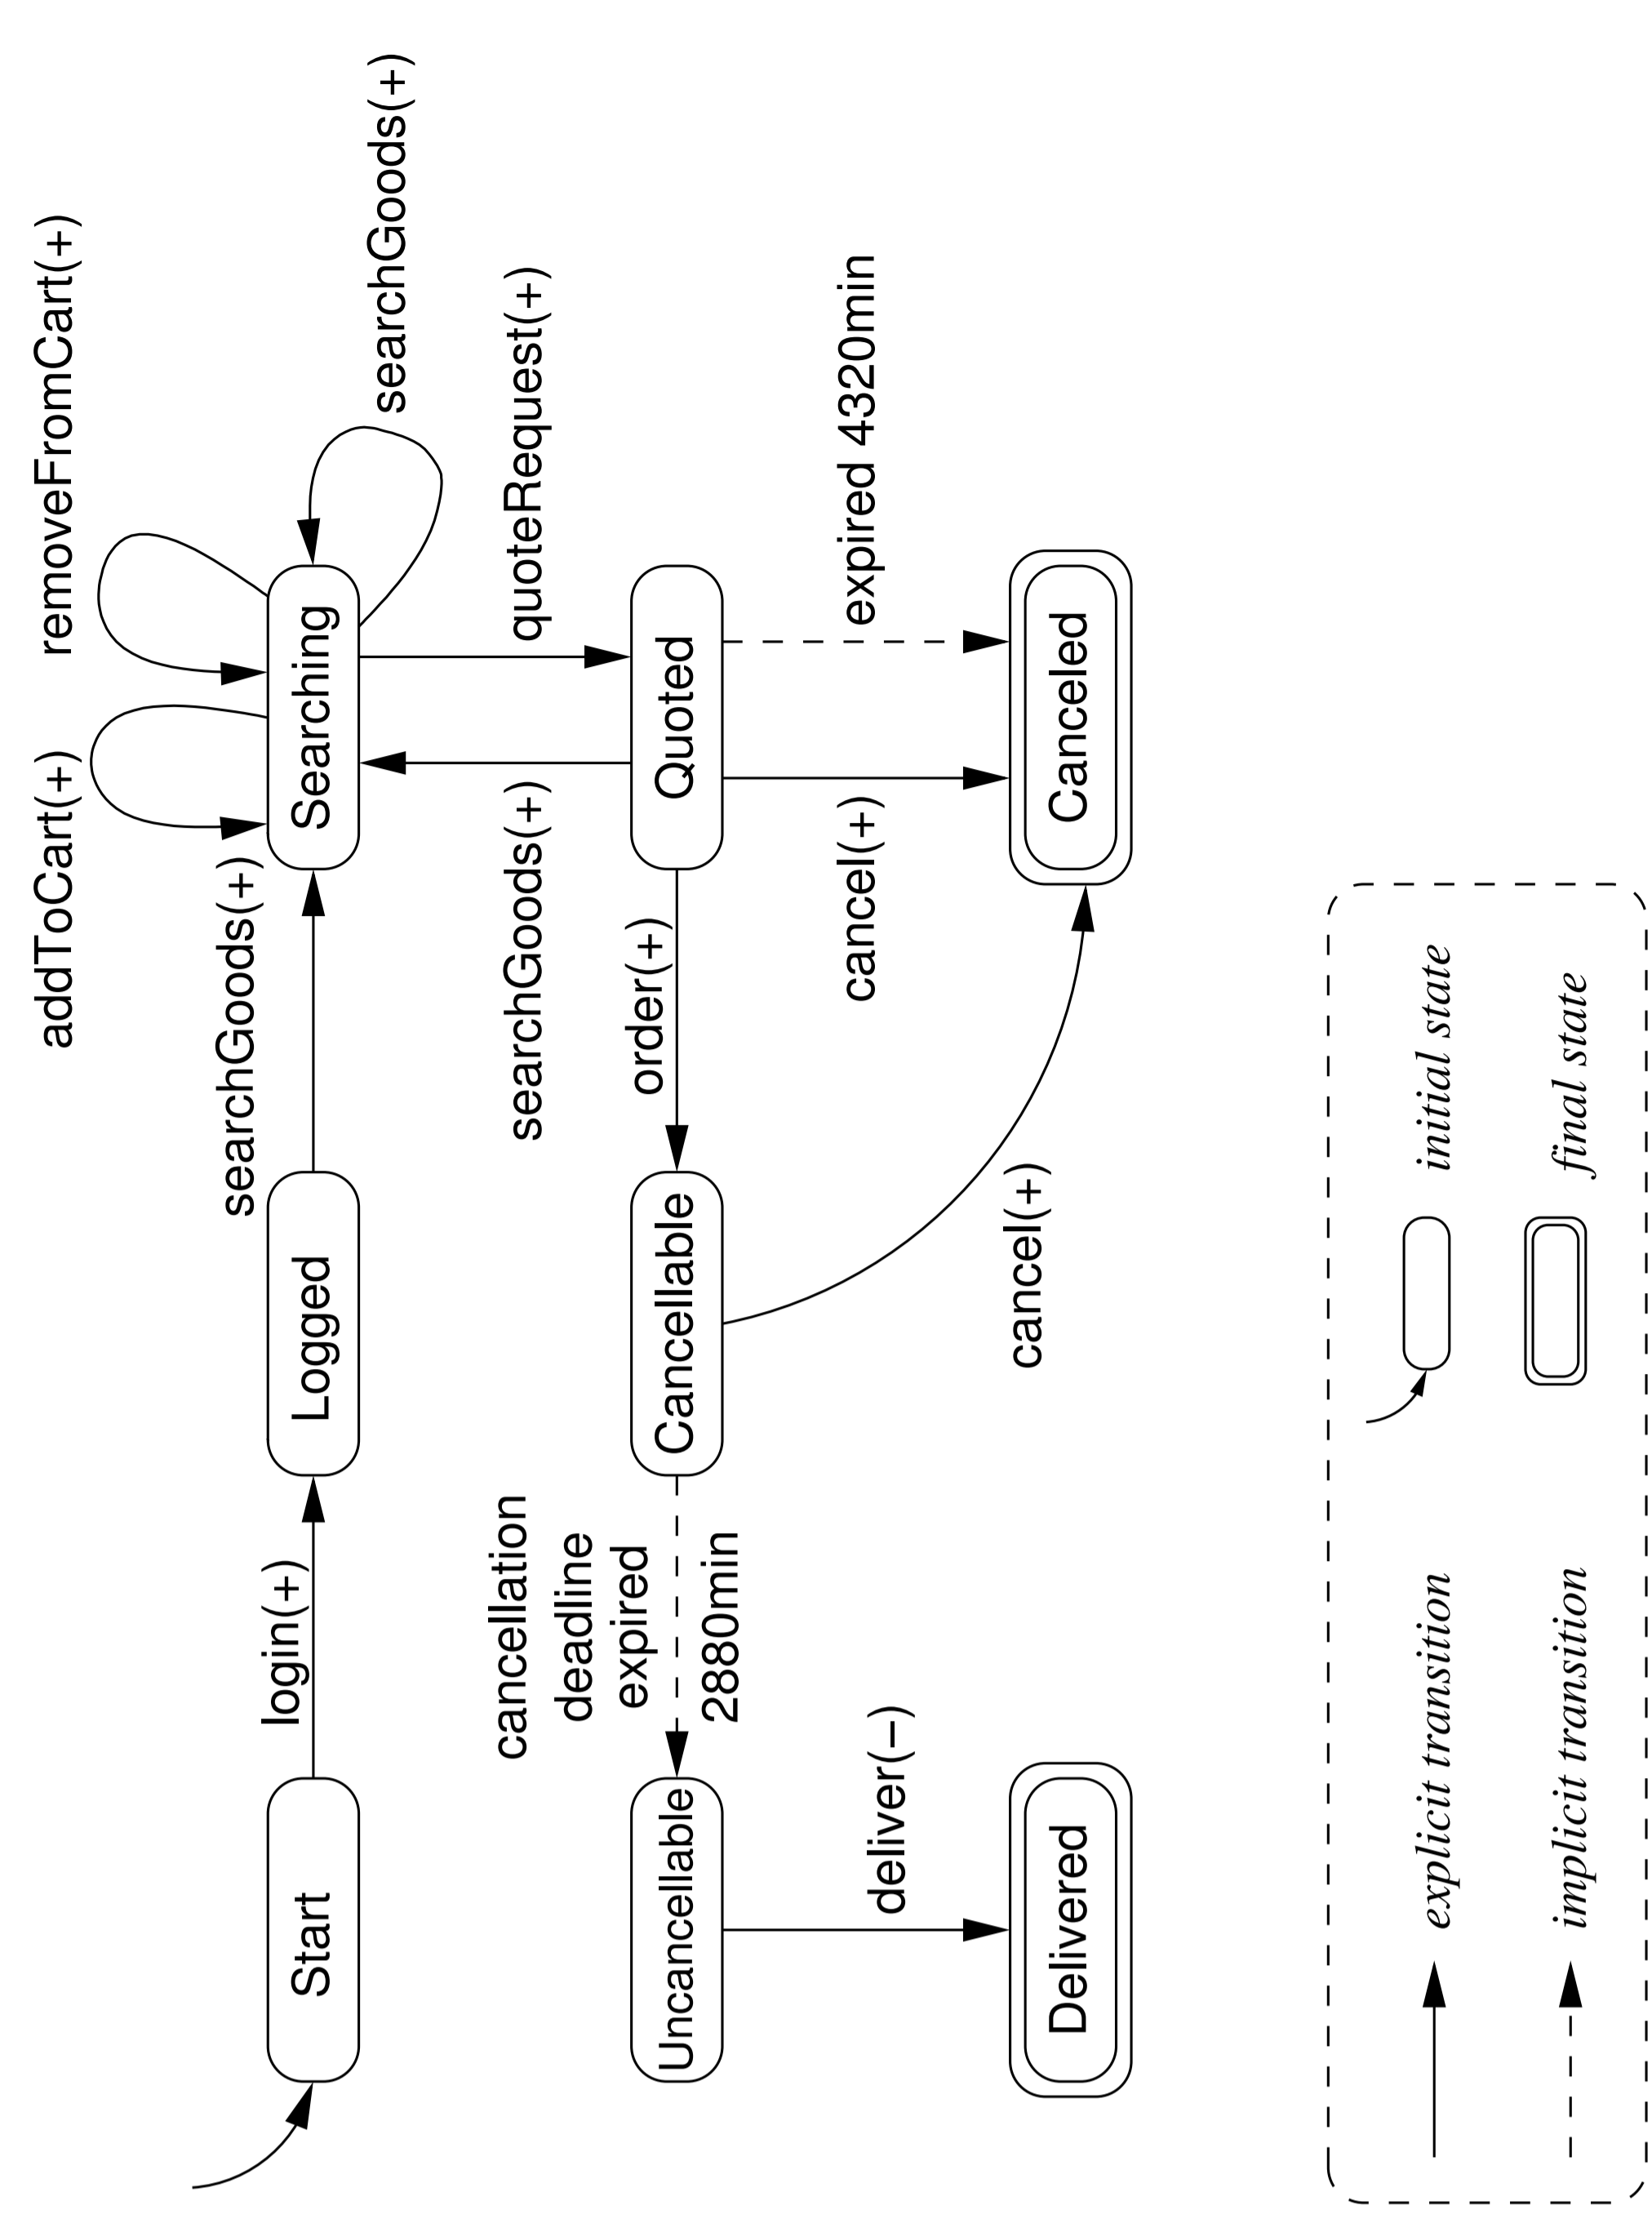 addToCart(+)
removeFromCart(+)
searchGoods(+)
login(+)
Start
Logged
Searching
searchGoods(+)
cancellation
deadline
expired
2880min
searchGoods(+)
quoteRequest(+)
order(+)
Uncancellable
Cancellable
Quoted
deliver(−)
cancel(+)
expired 4320min
cancel(+)
Delivered
Canceled
explicit transition
initial state
implicit transition
final state